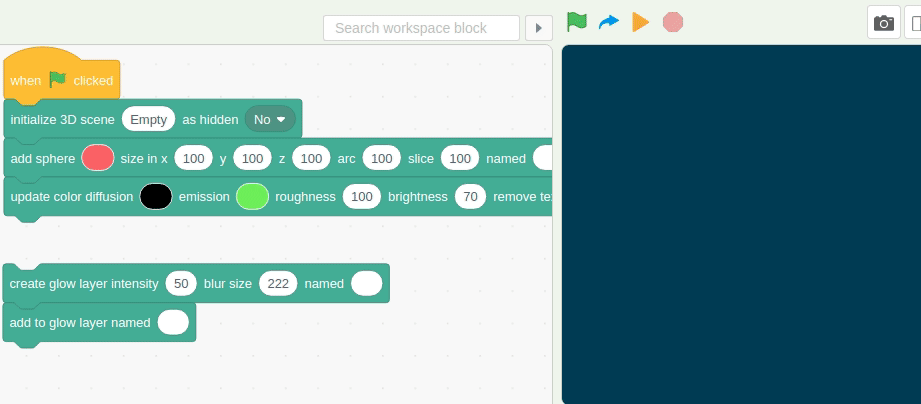 Search workspace block
when clicked
initialize 3D scene Empty as hidden No
add sphere size in x 100 y 100 z 100 arc 100 slice 100 named
update color diffusion emission roughness 100 brightness 70 remove
create glow layer intensity 50 blur size 222 named
add to glow layer named